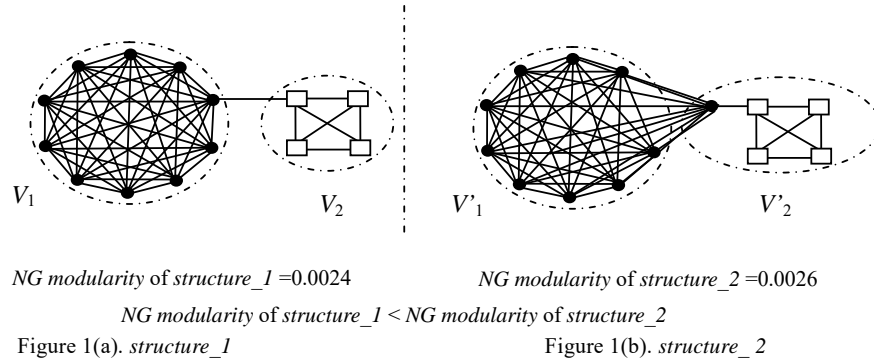 V₁
V₂
V'₁
V'₂
NG modularity of structure_1 =0.0024
NG modularity of structure_2 =0.0026
NG modularity of structure_1 < NG modularity of structure_2
Figure 1(a). structure_1
Figure 1(b). structure_ 2